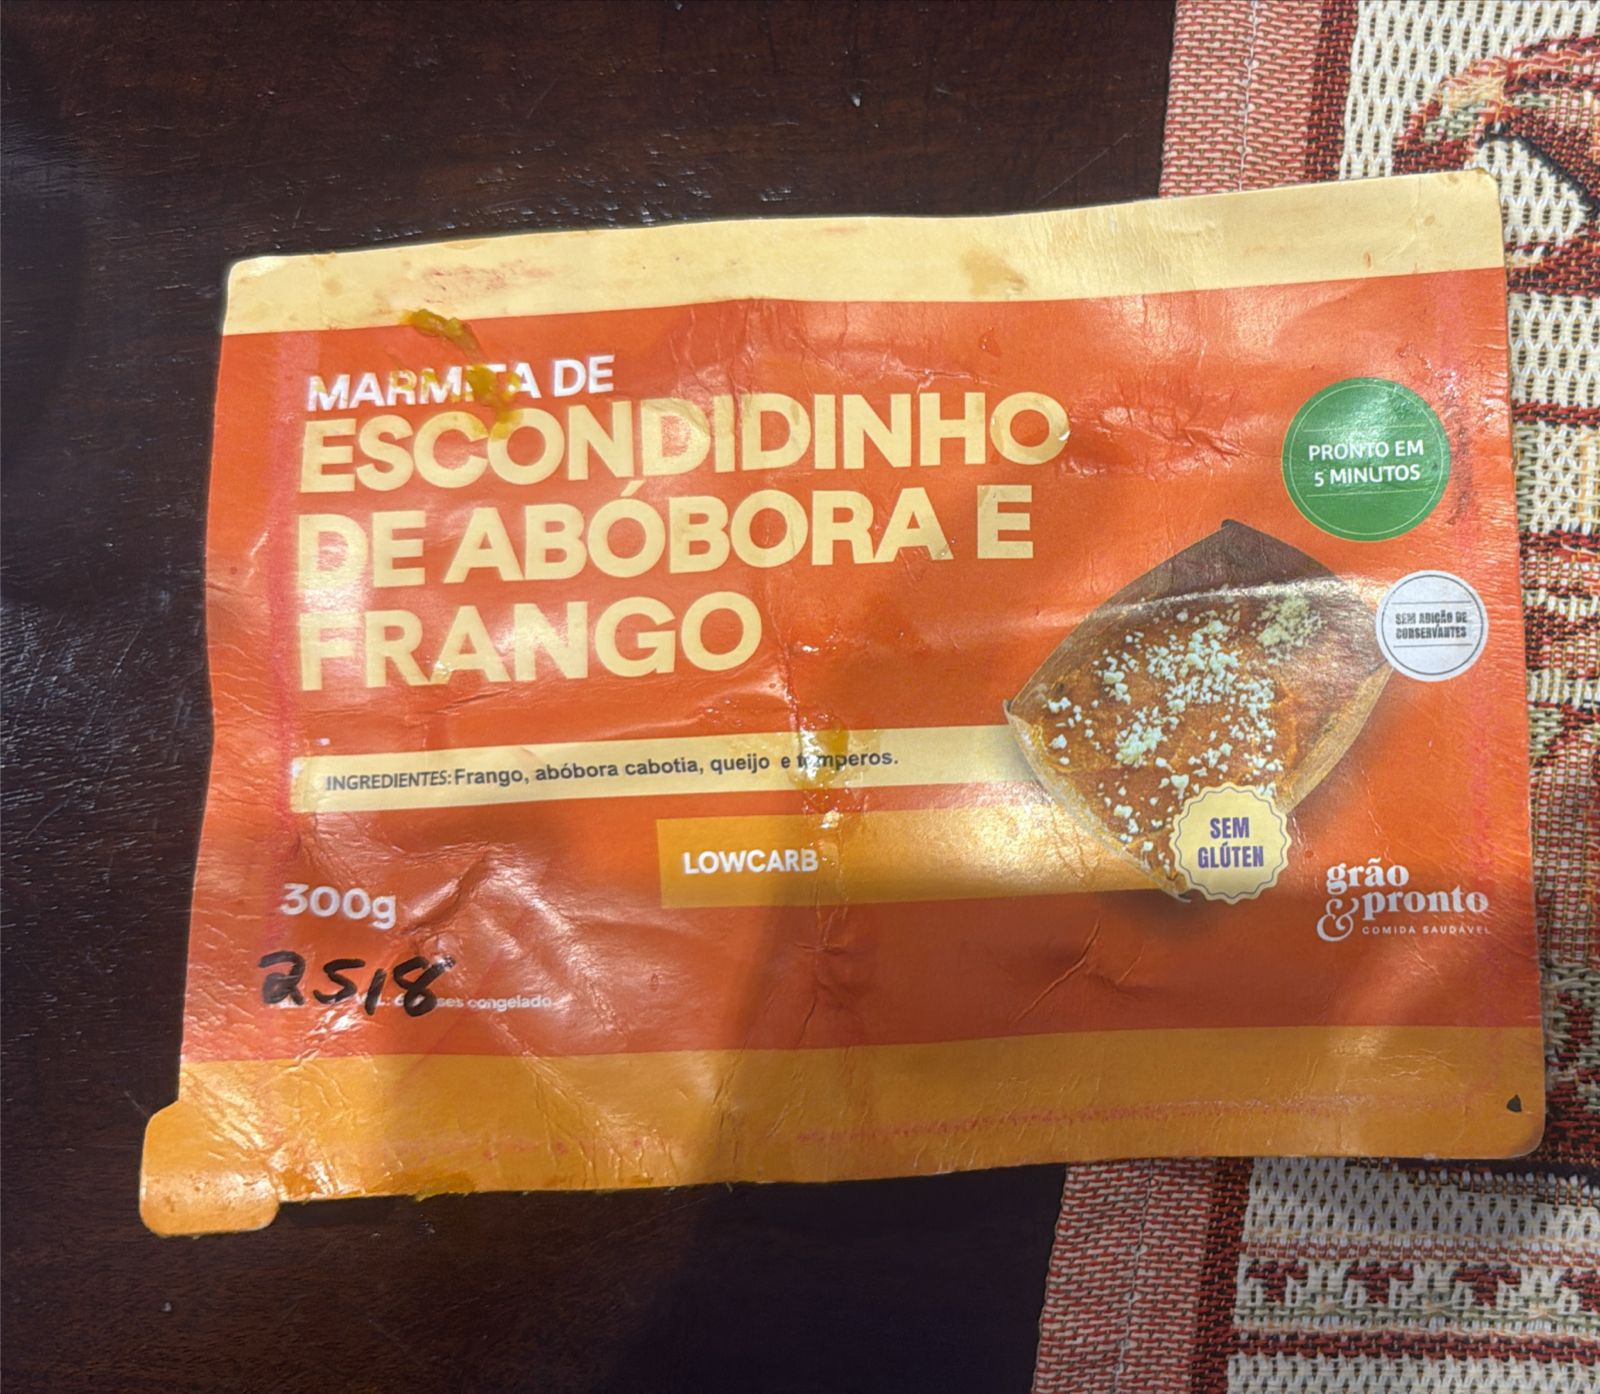 MARMITA DE
ESCONDIDINHO
DE ABÓBORA E
FRANGO
PRONTO EM
5 MINUTOS
SEM ADIÇÃO DE
CONSERVANTES
INGREDIENTES: Frango, abóbora cabotia, queijo e temperos.
LOWCARB
SEM
GLÚTEN
300g
grão
& pronto
COMIDA SAUDÁVEL
congelado